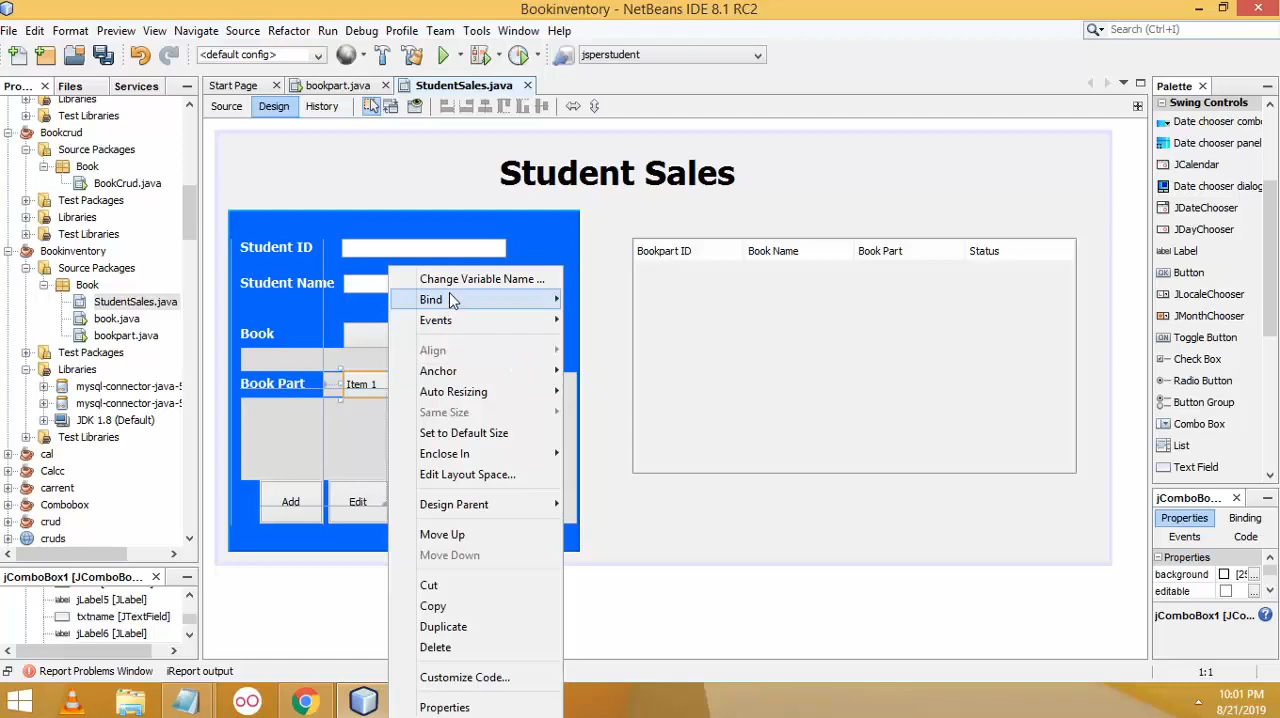 Bookinventory - NetBeans IDE 8.1 RC2
File Edit Format Preview View Navigate Source Refactor Run Debug Profile Team Tools Window Help
Search (Ctrl+I)
<default config>
jsperstudent
Pro...
Files
Services
Start Page
bookpart.java
StudentSales.java
Source
Design
History
Libraries
Test Libraries
Bookcrud
Source Packages
Book
BookCrud.java
Test Packages
Libraries
Test Libraries
Bookinventory
Source Packages
Book
StudentSales.java
book.java
bookpart.java
Test Packages
Libraries
mysql-connector-java-5
mysql-connector-java-5
JDK 1.8 (Default)
Test Libraries
cal
Calcc
carrent
Combobox
crud
cruds
jComboBox1 [JComboBo...
jLabel5 [JLabel]
txtname [JTextField]
jLabel6 [JLabel]
Student Sales
Student ID
Student Name
Book
Book Part
Item 1
Add
Edit
Change Variable Name ...
Bind
Events
Align
Anchor
Auto Resizing
Same Size
Set to Default Size
Enclose In
Edit Layout Space...
Design Parent
Move Up
Move Down
Cut
Copy
Duplicate
Delete
Customize Code...
Properties
Bookpart ID Book Name Book Part Status
Palette
Swing Controls
Date chooser combo
Date chooser panel
JCalendar
Date chooser dialog
JDateChooser
JDayChooser
Label
Button
JLocaleChooser
JMonthChooser
Toggle Button
Check Box
Radio Button
Button Group
Combo Box
List
Text Field
jComboBo...
Properties Binding
Events Code
Properties
background
editable
jComboBox1 [JCo...
Report Problems Window iReport output
1:1
10:01 PM
8/21/2019